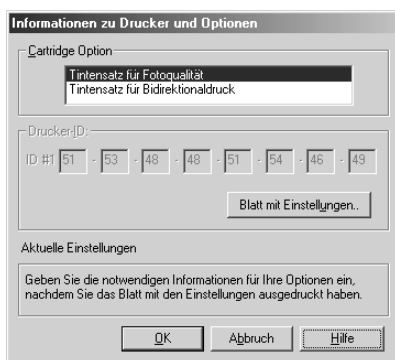 Informationen zu Drucker und Optionen
Cartridge Option
Tintensatz für Fotoqualität
Tintensatz für Bidirektionaldruck
Drucker-ID:
ID #1 51 - 53 - 48 - 48 - 51 - 54 - 46 - 49
Blatt mit Einstellungen..
Aktuelle Einstellungen
Geben Sie die notwendigen Informationen für Ihre Optionen ein,
nachdem Sie das Blatt mit den Einstellungen ausgedruckt haben.
OK Abbruch Hilfe